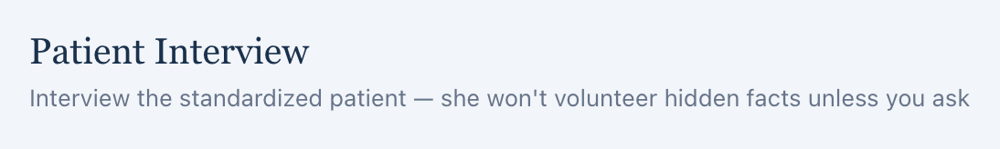 Patient Interview
Interview the standardized patient — she won't volunteer hidden facts unless you ask